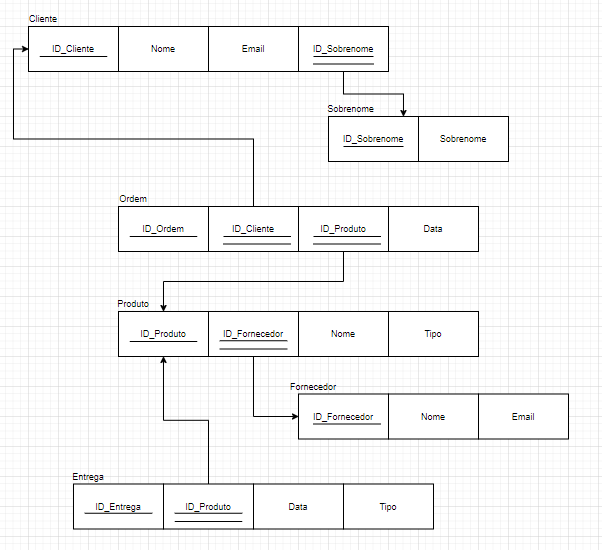 Cliente
ID_Cliente Nome Email ID_Sobrenome
Sobrenome
ID_Sobrenome Sobrenome
Ordem
ID_Ordem ID_Cliente ID_Produto Data
Produto
ID_Produto ID_Fornecedor Nome Tipo
Fornecedor
ID_Fornecedor Nome Email
Entrega
ID_Entrega ID_Produto Data Tipo